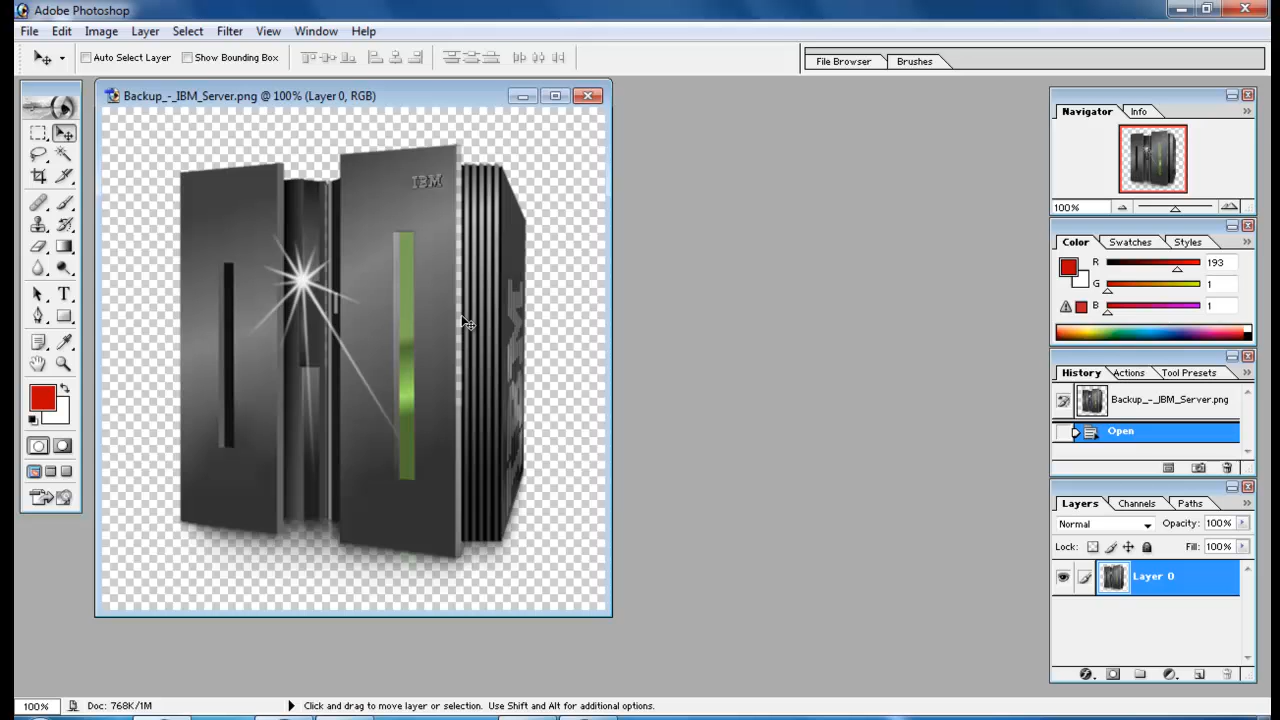 Adobe Photoshop
File Edit Image Layer Select Filter View Window Help
Auto Select Layer Show Bounding Box
File Browser Brushes
Backup_-_IBM_Server.png @ 100% (Layer 0, RGB)
IBM
Navigator Info
100%
Color Swatches Styles
R 193
G 1
B 1
History Actions Tool Presets
Backup_-_IBM_Server.png
Open
Layers Channels Paths
Normal Opacity: 100%
Lock: Fill: 100%
Layer 0
100% Doc: 768K/1M Click and drag to move layer or selection. Use Shift and Alt for additional options.